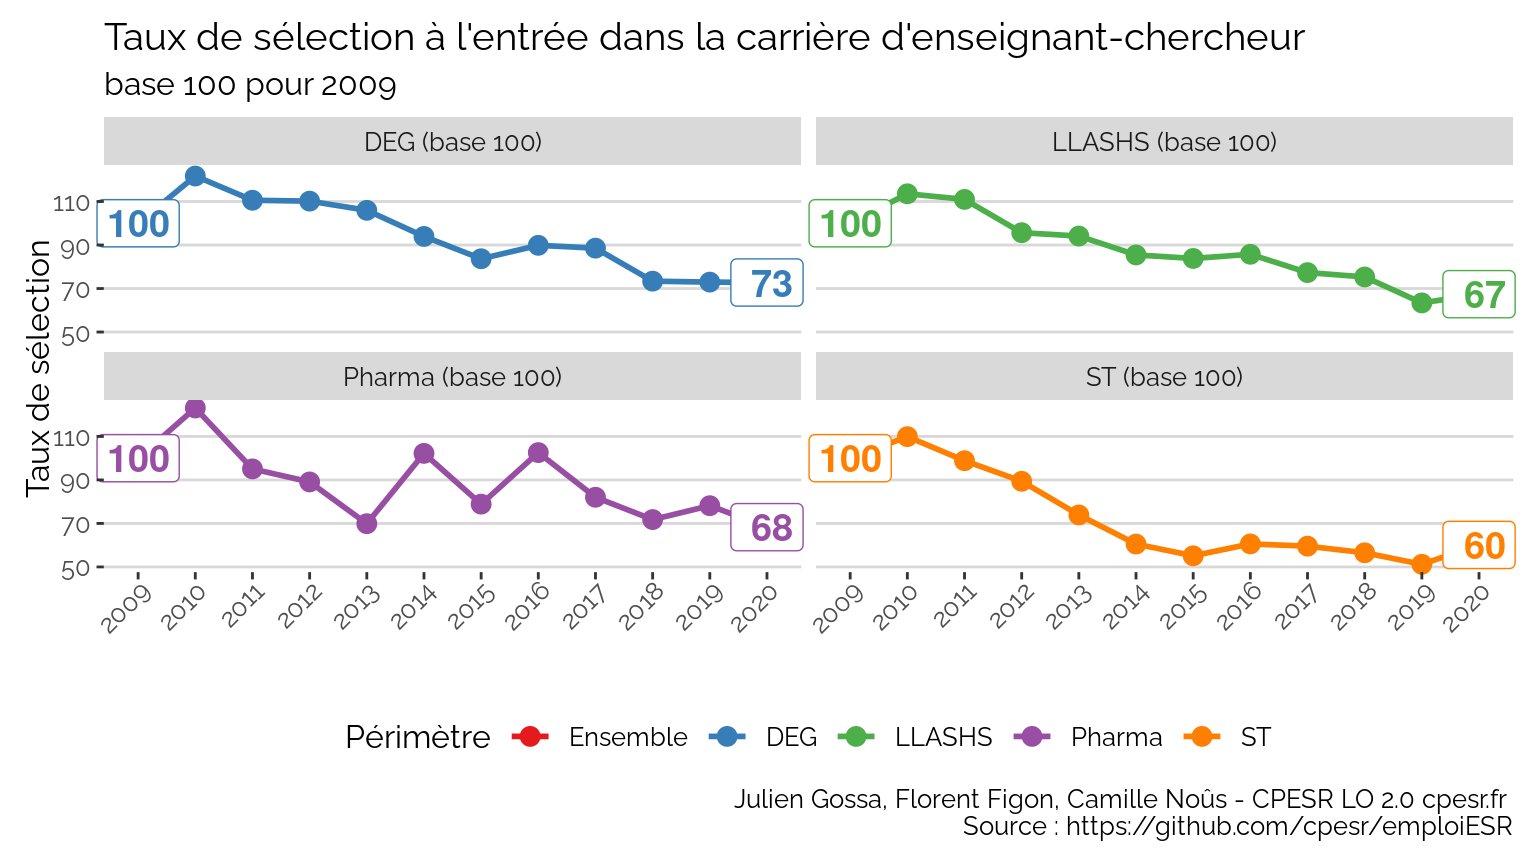 Taux de sélection à l'entrée dans la carrière d'enseignant-chercheur
base 100 pour 2009
DEG (base 100)
LLASHS (base 100)
Taux de sélection
110
90
70
50
100
73
100
67
Pharma (base 100)
ST (base 100)
110
90
70
50
100
68
100
60
2009
2010
2011
2012
2013
2014
2015
2016
2017
2018
2019
2020
2009
2010
2011
2012
2013
2014
2015
2016
2017
2018
2019
2020
Périmètre
Ensemble
DEG
LLASHS
Pharma
ST
Julien Gossa, Florent Figon, Camille Noûs - CPESR LO 2.0 cpesr.fr
Source : https://github.com/cpesr/emploiESR